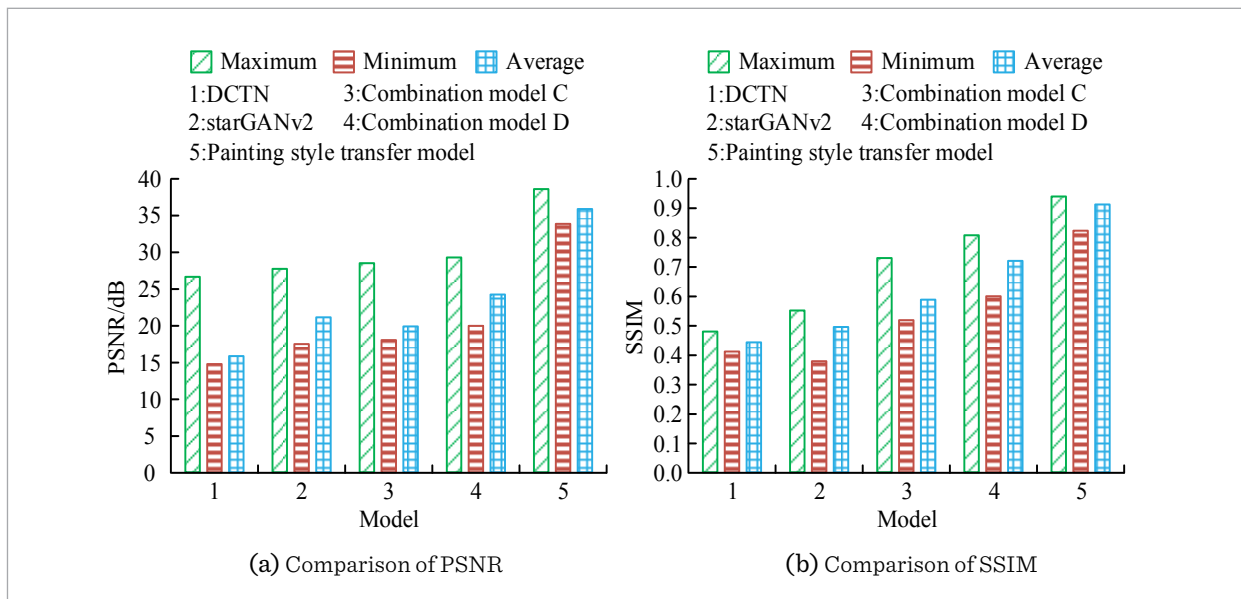 Maximum Minimum Average
1:DCTN 3:Combination model C
2:starGANv2 4:Combination model D
5:Painting style transfer model
40
35
30
25
20
15
10
5
0
PSNR/dB
1 2 3 4 5
Model
(a) Comparison of PSNR
Maximum Minimum Average
1:DCTN 3:Combination model C
2:starGANv2 4:Combination model D
5:Painting style transfer model
1.0
0.9
0.8
0.7
0.6
0.5
0.4
0.3
0.2
0.1
0.0
SSIM
1 2 3 4 5
Model
(b) Comparison of SSIM